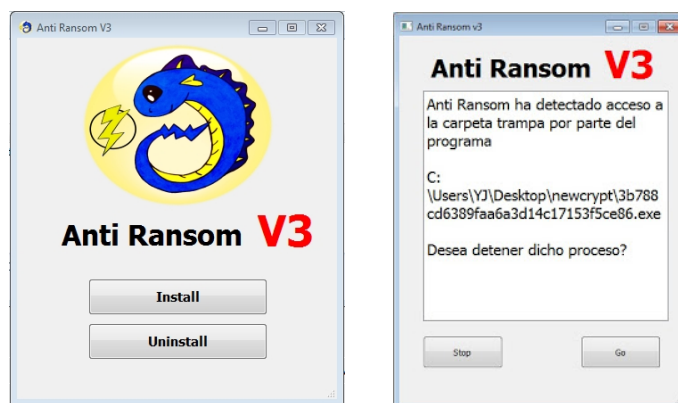 Anti Ransom V3
Anti Ransom V3
Install
Uninstall
Anti Ransom v3
Anti Ransom V3
Anti Ransom ha detectado acceso a
la carpeta trampa por parte del
programa
C:
\Users\YJ\Desktop\newcrypt\3b788
cd6389faa6a3d14c17153f5ce86.exe
Desea detener dicho proceso?
Stop
Go